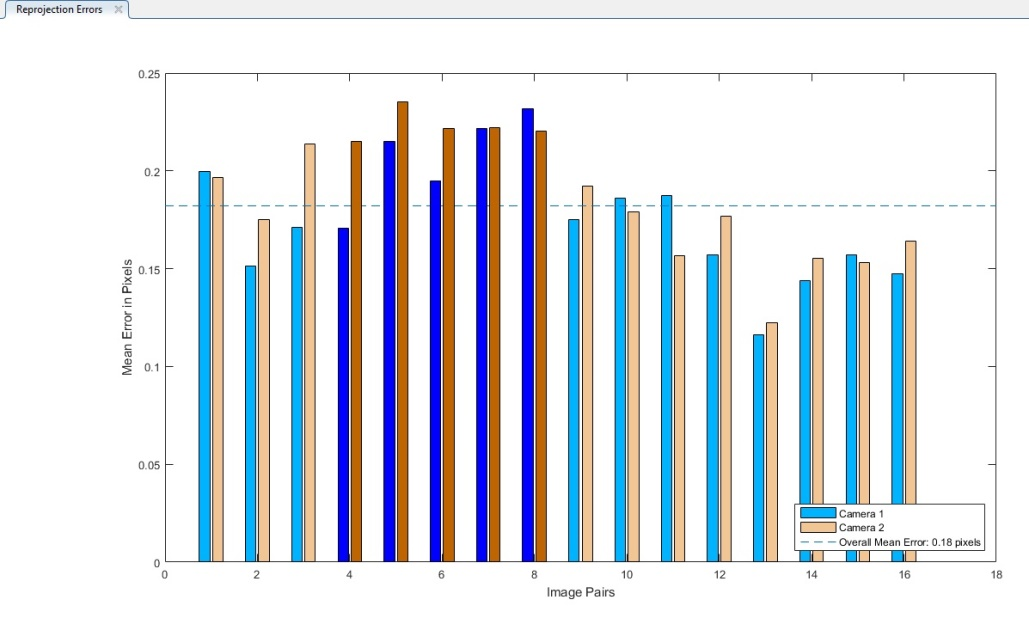 Reprojection Errors
0.25
0.2
0.15
0.1
0.05
0
Mean Error in Pixels
0 2 4 6 8 10 12 14 16 18
Image Pairs
Camera 1
Camera 2
Overall Mean Error: 0.18 pixels